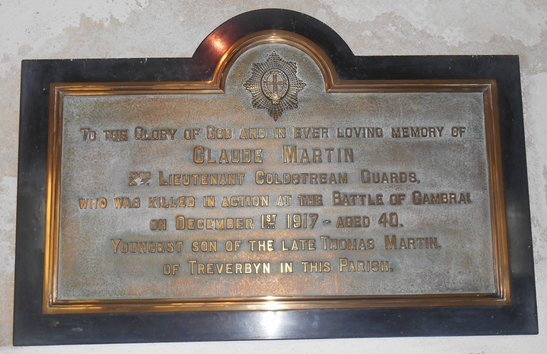 To the Glory of God and in ever loving memory of
Claude Martin
2nd Lieutenant Coldstream Guards,
who was killed in action at the Battle of Cambrai
on December 1st 1917 - aged 40.
Youngest son of the late Thomas Martin,
of Treverbyn in this Parish.